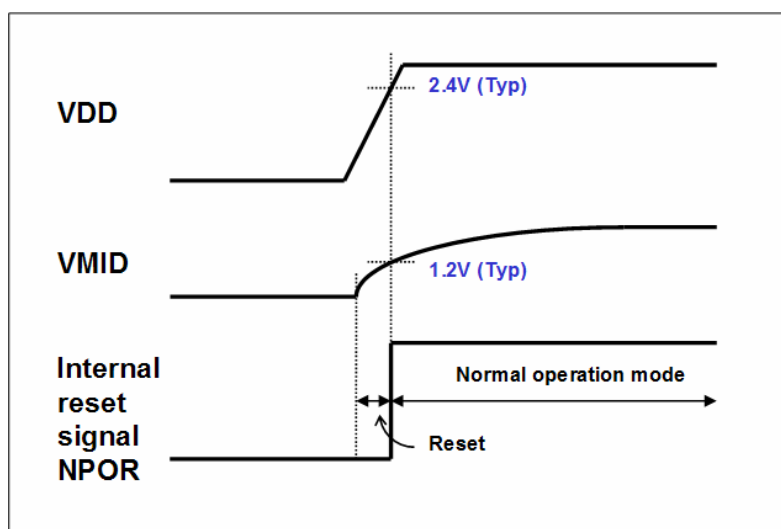 VDD
2.4V (Typ)
VMID
1.2V (Typ)
Internal
reset
signal
NPOR
Normal operation mode
Reset